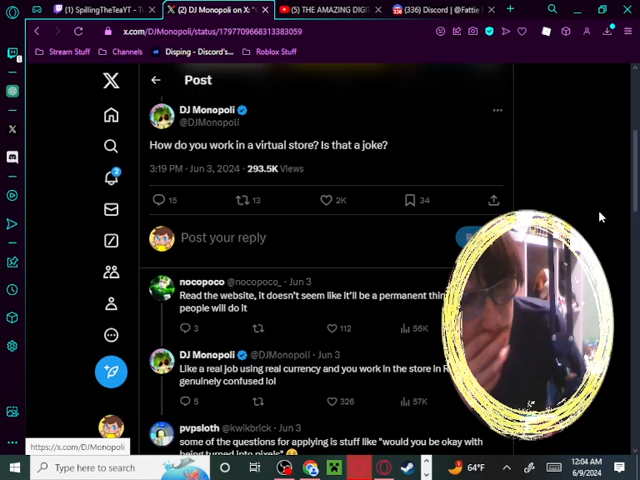 (1) SpillingTheTeaYT - T
(2) DJ Monopoli on X: "
(5) THE AMAZING DIGI
(336) Discord | @Fattie
x.com/DJMonopoli/status/1797709668313383059
Stream Stuff Channels Disping - Discord's... Roblox Stuff
Post
DJ Monopoli
@DJMonopoli
How do you work in a virtual store? Is that a joke?
3:19 PM · Jun 3, 2024 · 293.5K Views
15 13 2K 34
Post your reply
nocopoco @nocopoco_ · Jun 3
Read the website, it doesn't seem like it'll be a permanent thin
people will do it
3 112 56K
DJ Monopoli @DJMonopoli · Jun 3
Like a real job using real currency and you work in the store in R
genuinely confused lol
5 326 57K
pvpsloth @kwikbrlck · Jun 3
some of the questions for applying is stuff like "would you be okay with
being turned into pixels"
https://x.com/DJMonopoli
Type here to search
64°F
12:04 AM
6/9/2024